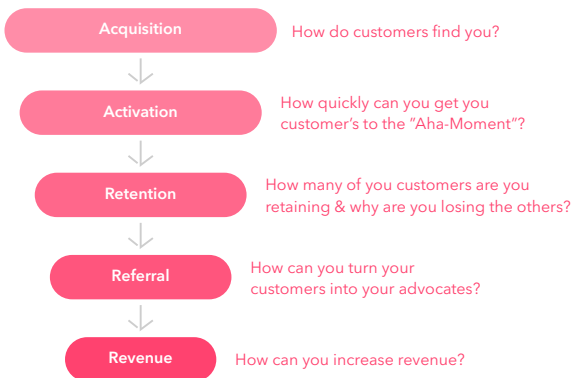 Acquisition
How do customers find you?
Activation
How quickly can you get you
customer's to the “Aha-Moment”?
Retention
How many of you customers are you
retaining & why are you losing the others?
Referral
How can you turn your
customers into your advocates?
Revenue
How can you increase revenue?